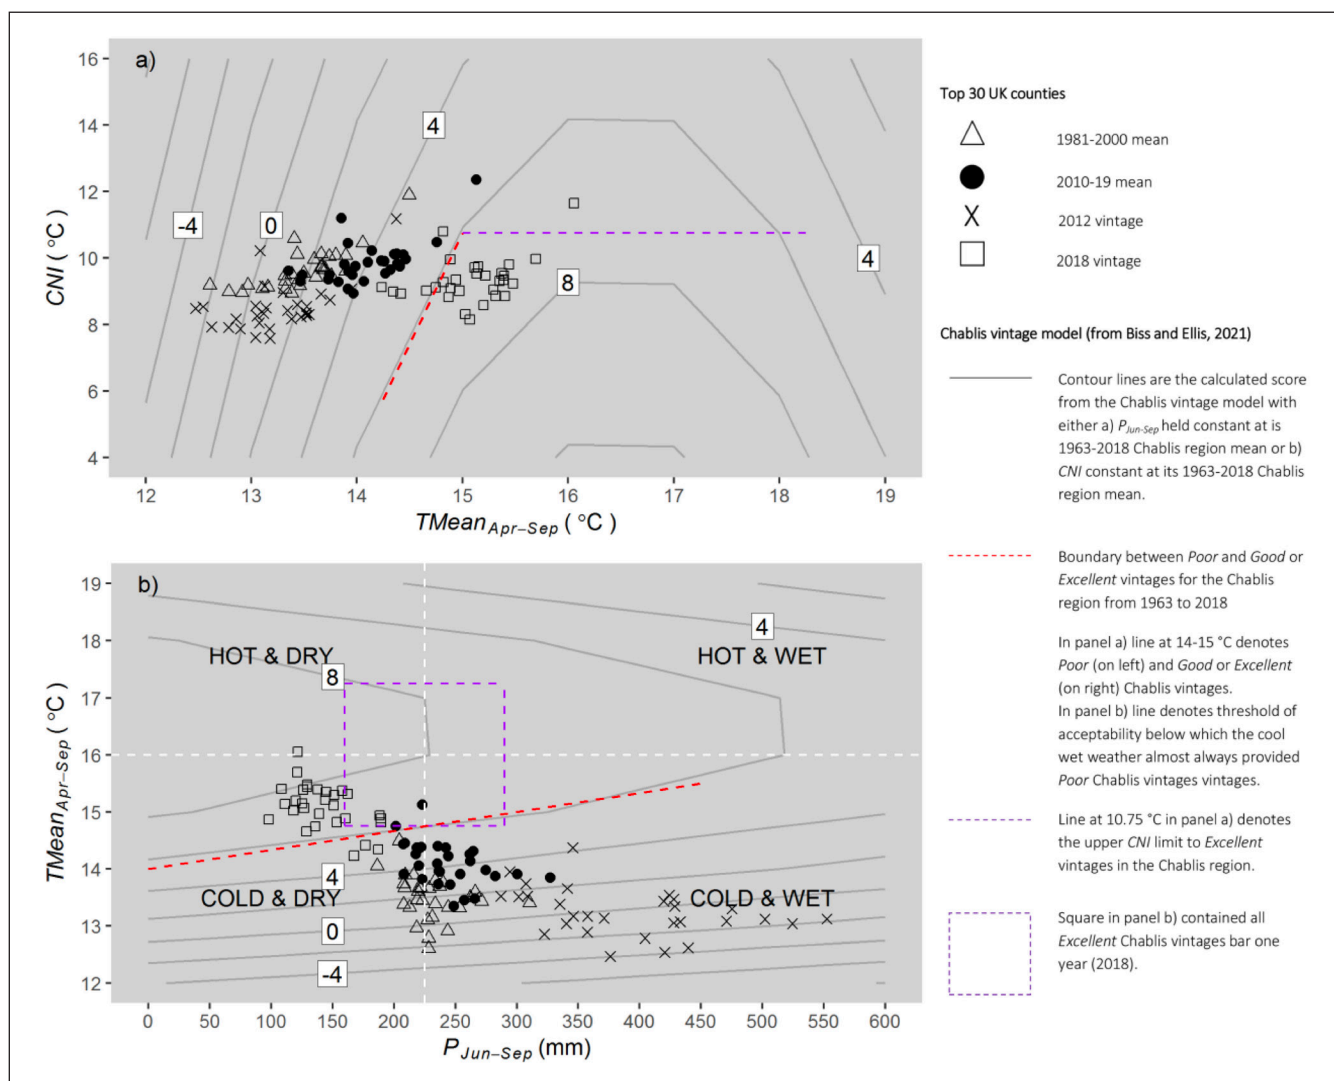 a)
16
14
12
10
8
6
4
CNI (°C)
-4
0
4
8
4
12
13
14
15
16
17
18
19
TMean Apr–Sep (°C)
b)
19
18
17
16
15
14
13
12
TMean Apr–Sep (°C)
HOT & DRY
HOT & WET
COLD & DRY
COLD & WET
4
8
4
0
-4
0
50
100
150
200
250
300
350
400
450
500
550
600
P Jun–Sep (mm)
Top 30 UK counties
1981-2000 mean
2010-19 mean
2012 vintage
2018 vintage
Chablis vintage model (from Biss and Ellis, 2021)
Contour lines are the calculated score
from the Chablis vintage model with
either a) PJun-Sep held constant at is
1963-2018 Chablis region mean or b)
CNI constant at its 1963-2018 Chablis
region mean.
Boundary between Poor and Good or
Excellent vintages for the Chablis
region from 1963 to 2018
In panel a) line at 14-15 °C denotes
Poor (on left) and Good or Excellent
(on right) Chablis vintages.
In panel b) line denotes threshold of
acceptability below which the cool
wet weather almost always provided
Poor Chablis vintages vintages.
Line at 10.75 °C in panel a) denotes
the upper CNI limit to Excellent
vintages in the Chablis region.
Square in panel b) contained all
Excellent Chablis vintages bar one
year (2018).